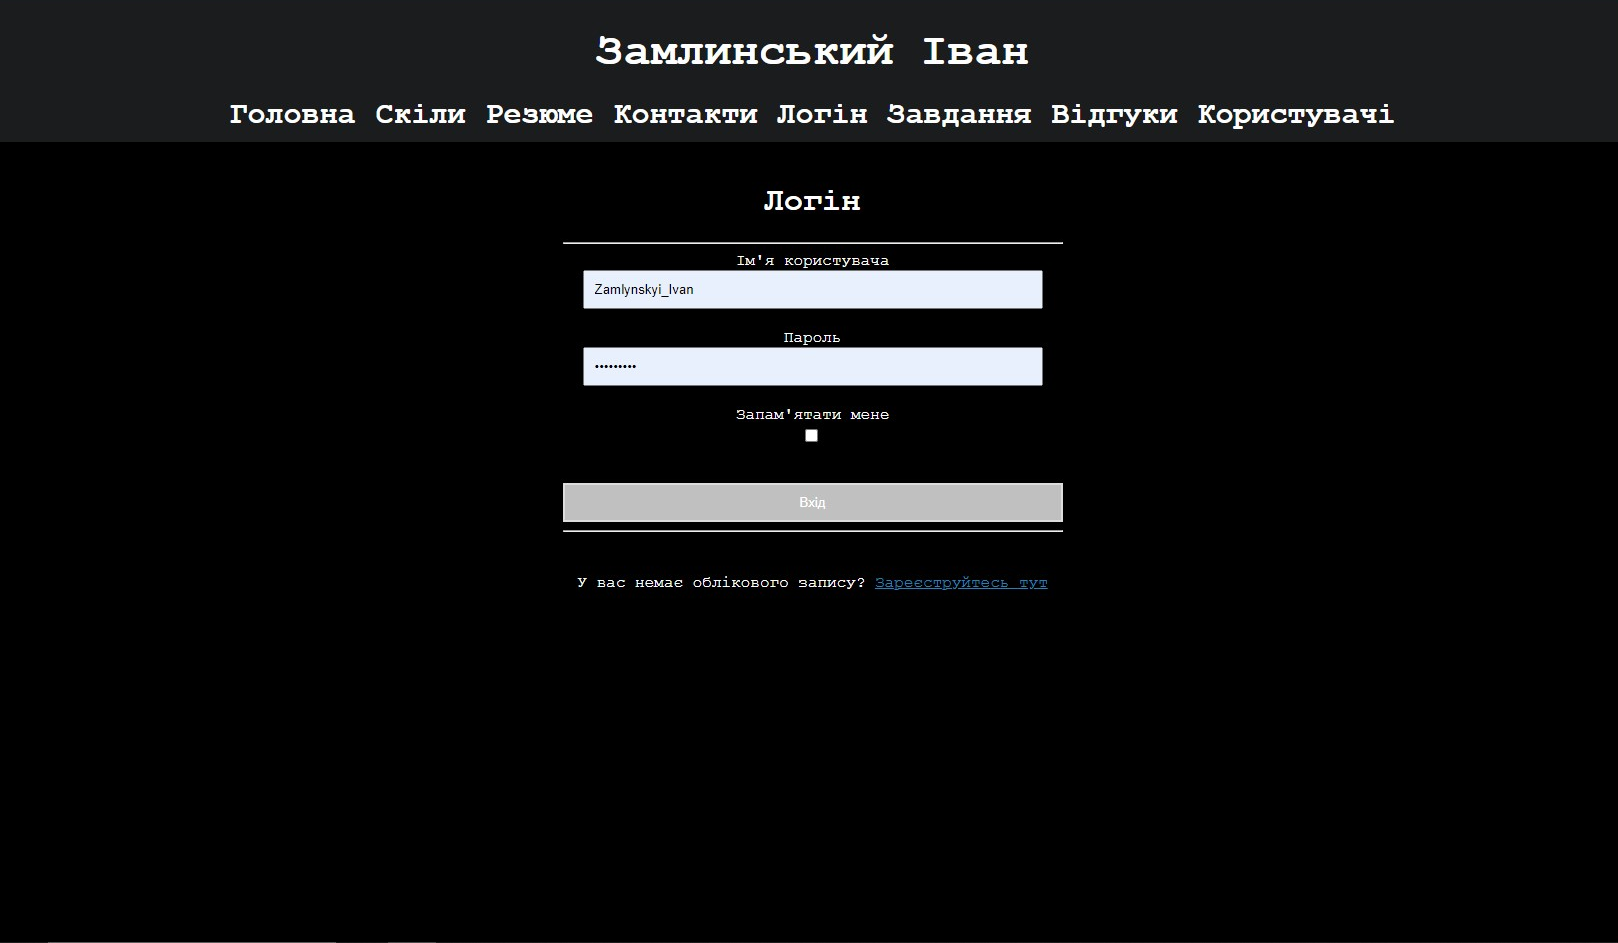 Замлинський Іван
Головна Скіли Резюме Контакти Логін Завдання Відгуки Користувачі
Логін
Ім'я користувача
Zamlynskyi_Ivan
Пароль
•••••••••
Запам'ятати мене
Вхід
У вас немає облікового запису? Зареєструйтесь тут